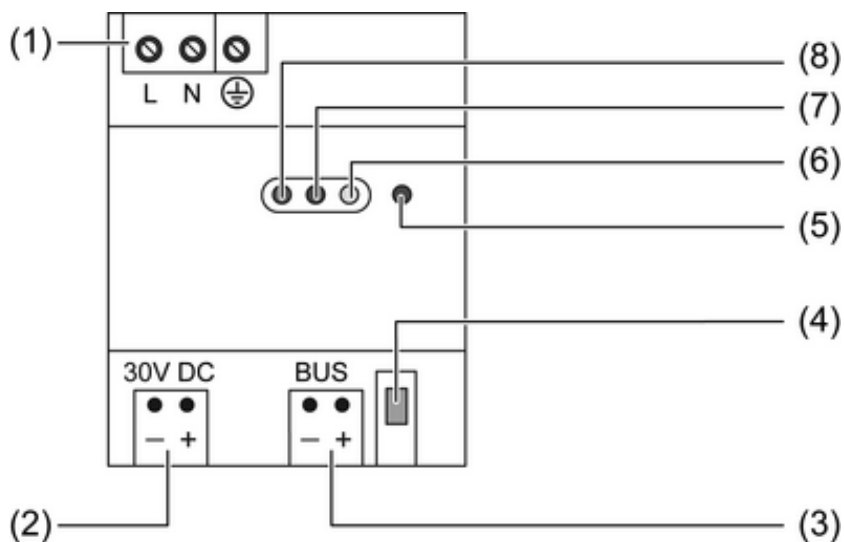 (1)
(8)
L N
(7)
(6)
(5)
(4)
30V DC BUS
− + − +
(2) (3)